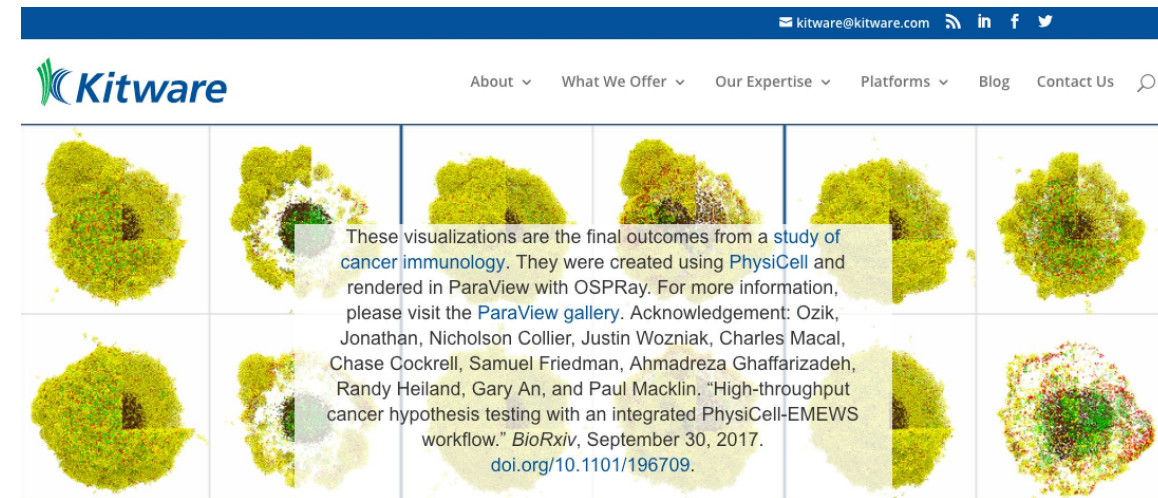 kitware@kitware.com
Kitware
About What We Offer Our Expertise Platforms Blog Contact Us
These visualizations are the final outcomes from a study of
cancer immunology. They were created using PhysiCell and
rendered in ParaView with OSPRay. For more information,
please visit the ParaView gallery. Acknowledgement: Ozik,
Jonathan, Nicholson Collier, Justin Wozniak, Charles Macal,
Chase Cockrell, Samuel Friedman, Ahmadreza Ghaffarizadeh,
Randy Heiland, Gary An, and Paul Macklin. “High-throughput
cancer hypothesis testing with an integrated PhysiCell-EMEWS
workflow.” BioRxiv, September 30, 2017.
doi.org/10.1101/196709.